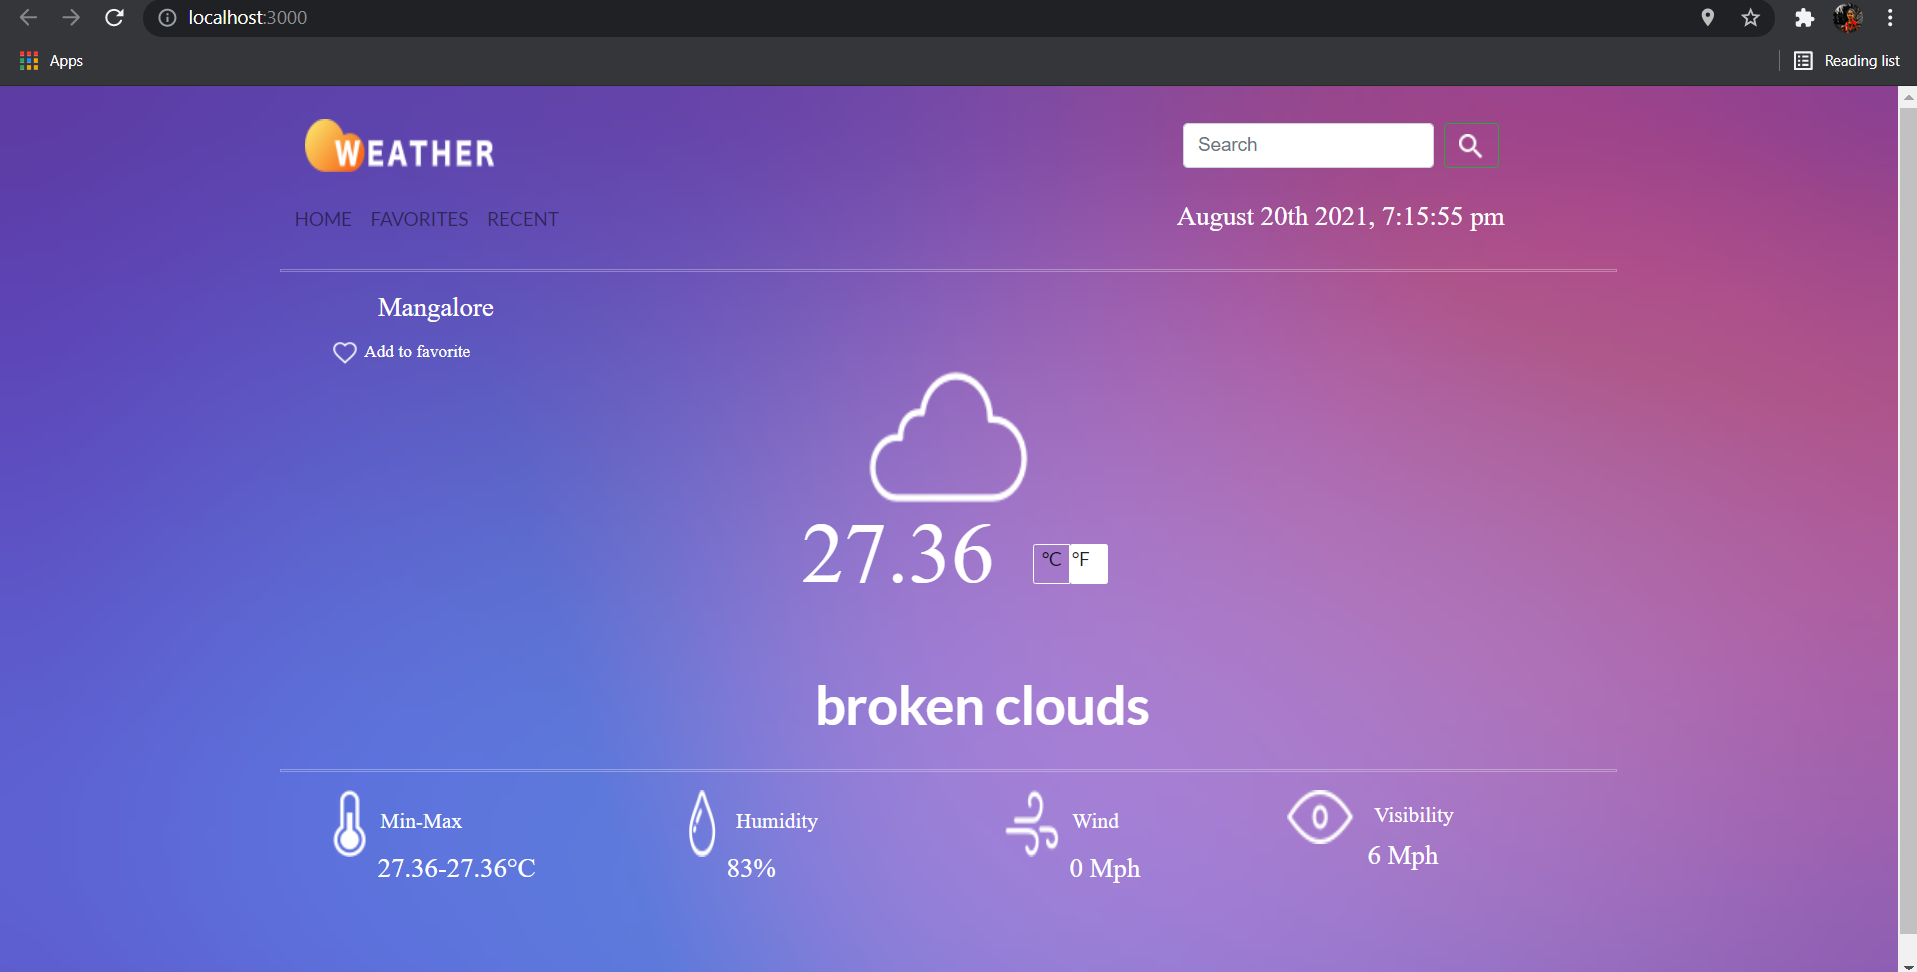 localhost:3000
Apps
Reading list
WEATHER
Search
HOME FAVORITES RECENT
August 20th 2021, 7:15:55 pm
Mangalore
Add to favorite
27.36 °C °F
broken clouds
Min-Max Humidity Wind Visibility
27.36-27.36°C 83% 0 Mph 6 Mph